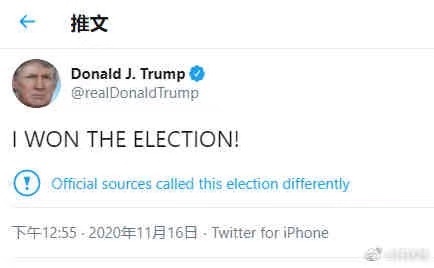 推文
Donald J. Trump
@realDonaldTrump
I WON THE ELECTION!
Official sources called this election differently
下午12:55 · 2020年11月16日 · Twitter for iPhone